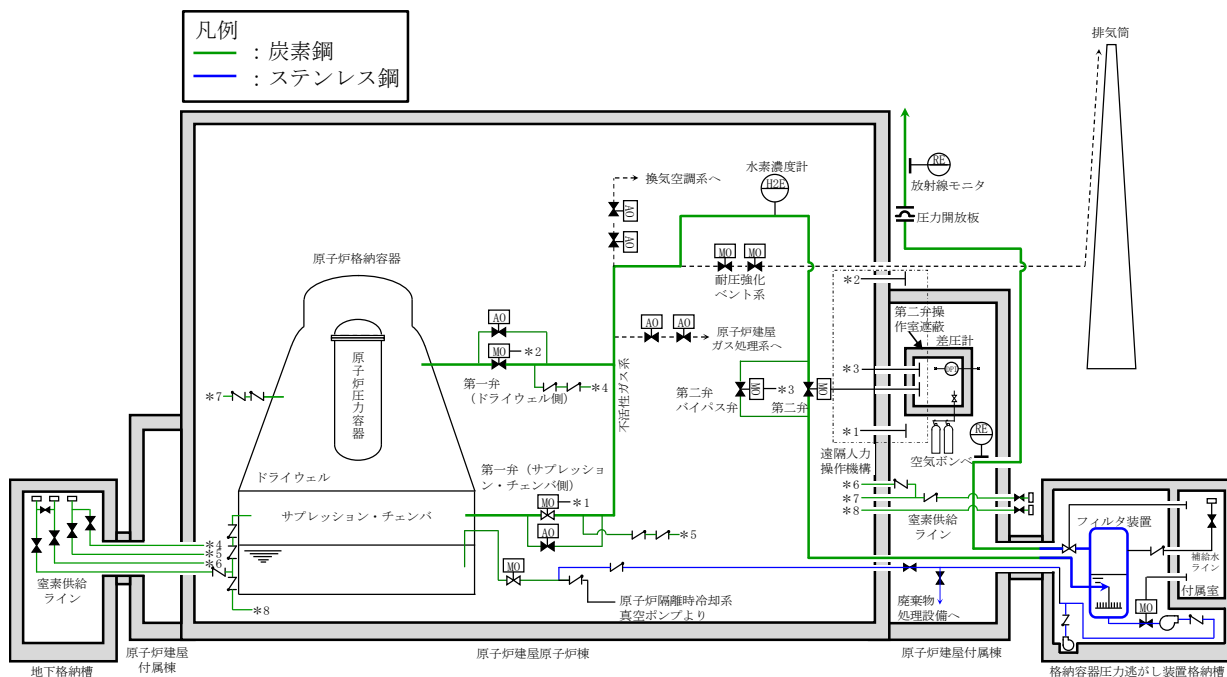 凡例
：炭素鋼
：ステンレス鋼
排気筒
水素濃度計
H2E
RE
放射線モニタ
換気空調系へ
AO
AO
圧力開放板
原子炉格納容器
MO
MO
耐圧強化
ベント系
＊2
第二弁操
作室遮蔽
差圧計
AO
MO
＊2
AO
AO
原子炉建屋
ガス処理系へ
原子炉圧力容器
第一弁
（ドライウェル側）
＊4
不活性ガス系
第二弁
バイパス弁
MO
＊3
第二弁
MO
＊3
DPI
＊7
＊1
RE
遠隔人力
操作機構
空気ボンベ
ドライウェル
第一弁（サプレッショ
ン・チェンバ側）
MO
＊1
AO
＊5
＊6
＊7
＊8
窒素供給
ライン
サプレッション・チェンバ
フィルタ装置
補給水
ライン
付属室
MO
＊4
＊5
＊6
窒素供給
ライン
＊8
MO
原子炉隔離時冷却系
真空ポンプより
廃棄物
処理設備へ
地下格納槽
原子炉建屋
付属棟
原子炉建屋原子炉棟
原子炉建屋付属棟
格納容器圧力逃がし装置格納槽